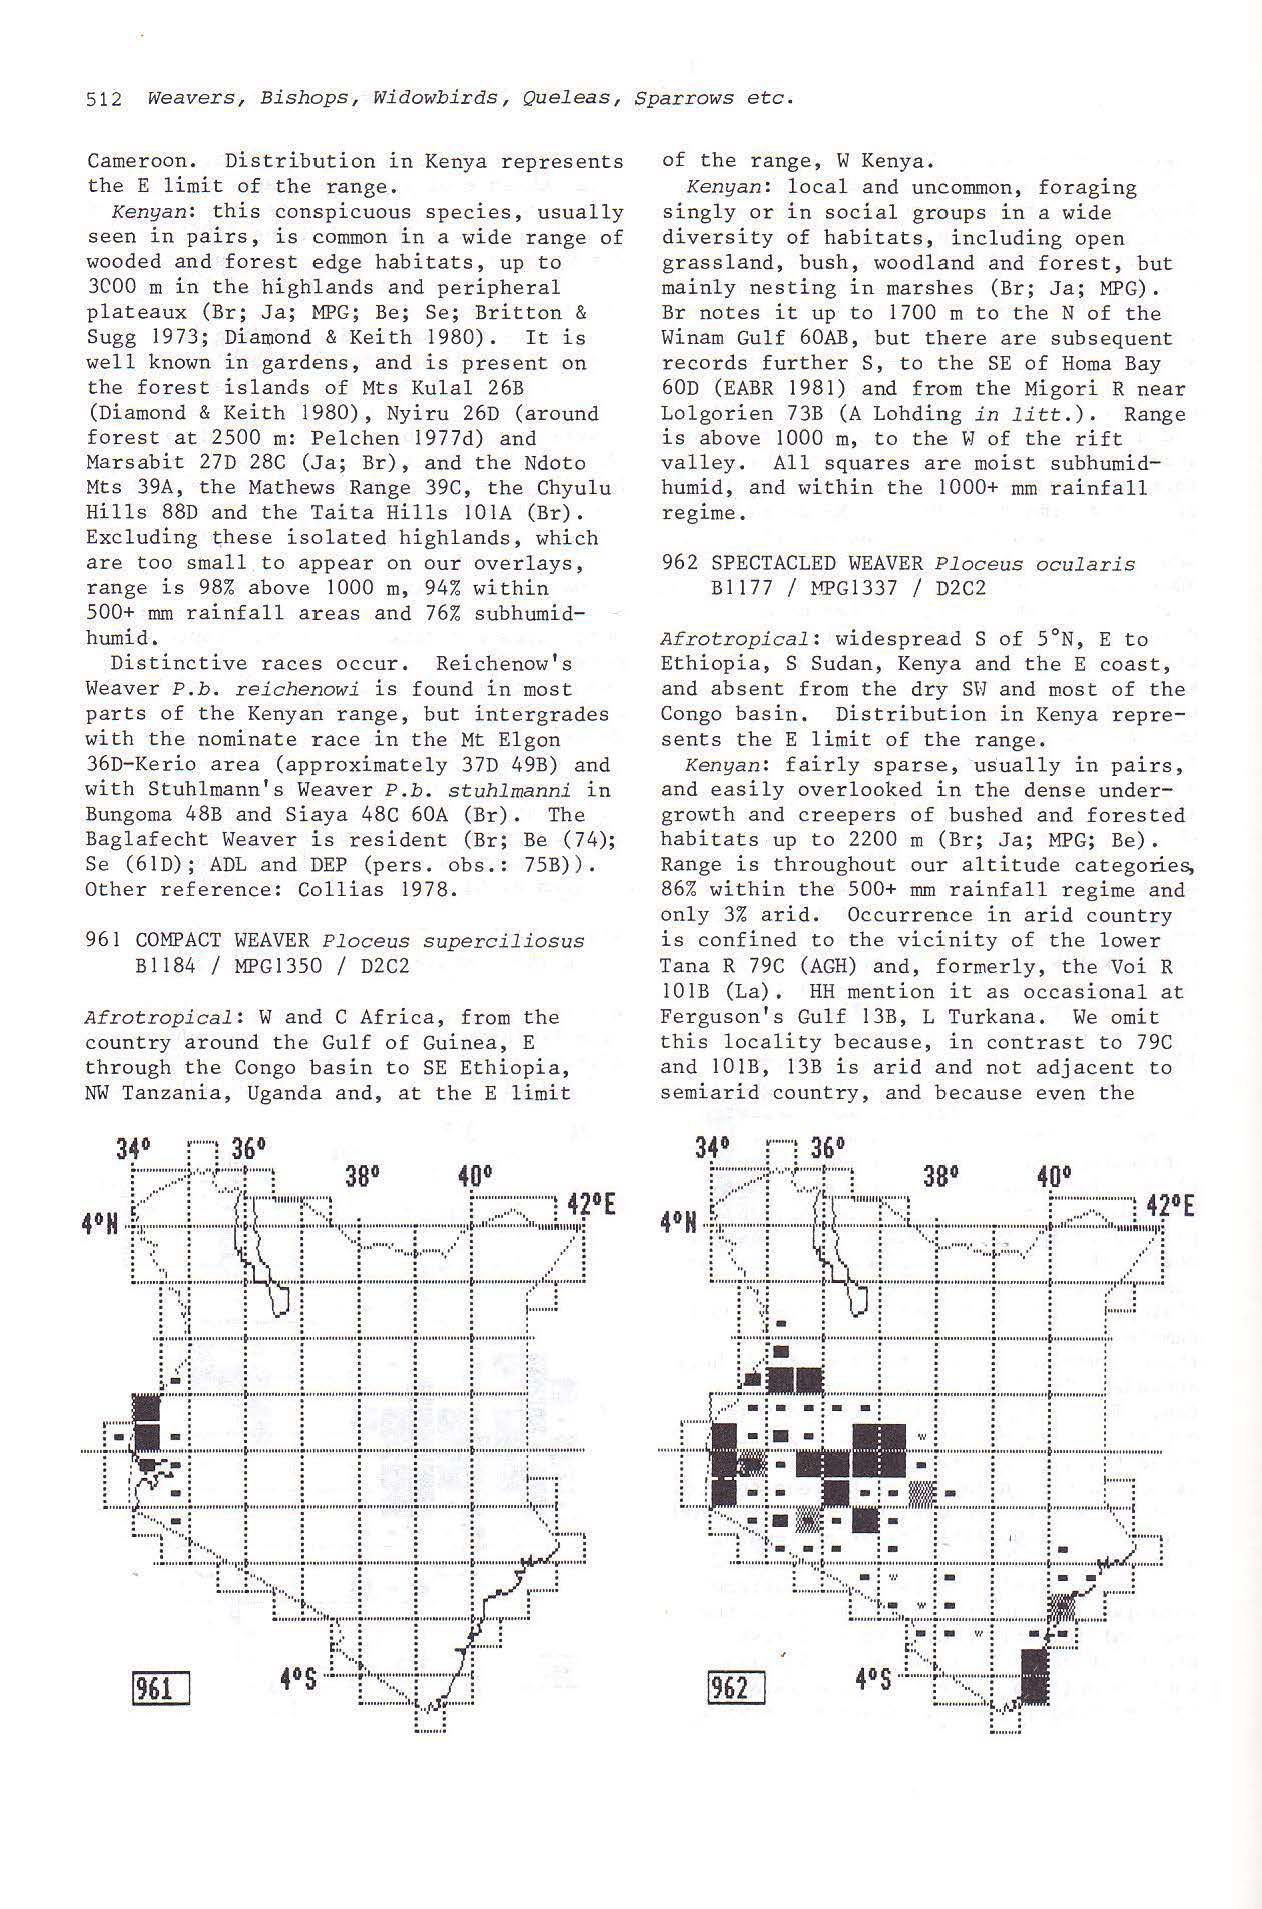 512 Weavers, Bishops, Widowbirds, Queleas, Sparrows etc.
Cameroon. Distribution in Kenya represents
the E limit of the range.
Kenyan: this conspicuous species, usually
seen in pairs, is common in a wide range of
wooded and forest edge habitats, up to
3000 m in the highlands and peripheral
plateaux (Br; Ja; MPG; Be; Se; Britton &
Sugg 1973; Diamond & Keith 1980). It is
well known in gardens, and is present on
the forest islands of Mts Kulal 26B
(Diamond & Keith 1980), Nyiru 26D (around
forest at 2500 m: Pelchen 1977d) and
Marsabit 27D 28C (Ja; Br), and the Ndoto
Mts 39A, the Mathews Range 39C, the Chyulu
Hills 88D and the Taita Hills 101A (Br).
Excluding these isolated highlands, which
are too small to appear on our overlays,
range is 98% above 1000 m, 94% within
500+ mm rainfall areas and 76% subhumid-
humid.
Distinctive races occur. Reichenow's
Weaver P.b. reichenowi is found in most
parts of the Kenyan range, but intergrades
with the nominate race in the Mt Elgon
36D-Kerio area (approximately 37D 49B) and
with Stuhlmann's Weaver P.b. stuhlmanni in
Bungoma 48B and Siaya 48C 60A (Br). The
Baglafecht Weaver is resident (Br; Be (74);
Se (61D); ADL and DEP (pers. obs.: 75B)).
Other reference: Collias 1978.
961 COMPACT WEAVER Ploceus superciliosus
B1184 / MPG1350 / D2C2
Afrotropical: W and C Africa, from the
country around the Gulf of Guinea, E
through the Congo basin to SE Ethiopia,
NW Tanzania, Uganda and, at the E limit
of the range, W Kenya.
Kenyan: local and uncommon, foraging
singly or in social groups in a wide
diversity of habitats, including open
grassland, bush, woodland and forest, but
mainly nesting in marshes (Br; Ja; MPG).
Br notes it up to 1700 m to the N of the
Winam Gulf 60AB, but there are subsequent
records further S, to the SE of Homa Bay
60D (EABR 1981) and from the Migori R near
Lolgorien 73B (A Lohding in litt.). Range
is above 1000 m, to the W of the rift
valley. All squares are moist subhumid-
humid, and within the 1000+ mm rainfall
regime.
962 SPECTACLED WEAVER Ploceus ocularis
B1177 / MPG1337 / D2C2
Afrotropical: widespread S of 5°N, E to
Ethiopia, S Sudan, Kenya and the E coast,
and absent from the dry SW and most of the
Congo basin. Distribution in Kenya repre-
sents the E limit of the range.
Kenyan: fairly sparse, usually in pairs,
and easily overlooked in the dense under-
growth and creepers of bushed and forested
habitats up to 2200 m (Br; Ja; MPG; Be).
Range is throughout our altitude categories,
86% within the 500+ mm rainfall regime and
only 3% arid. Occurrence in arid country
is confined to the vicinity of the lower
Tana R 79C (AGH) and, formerly, the Voi R
101B (La). HH mention it as occasional at
Ferguson's Gulf 13B, L Turkana. We omit
this locality because, in contrast to 79C
and 101B, 13B is arid and not adjacent to
semiarid country, and because even the
34° 36°
38° 40°
42°E
4°N
4°S
961
34° 36°
38° 40°
42°E
4°N
4°S
962